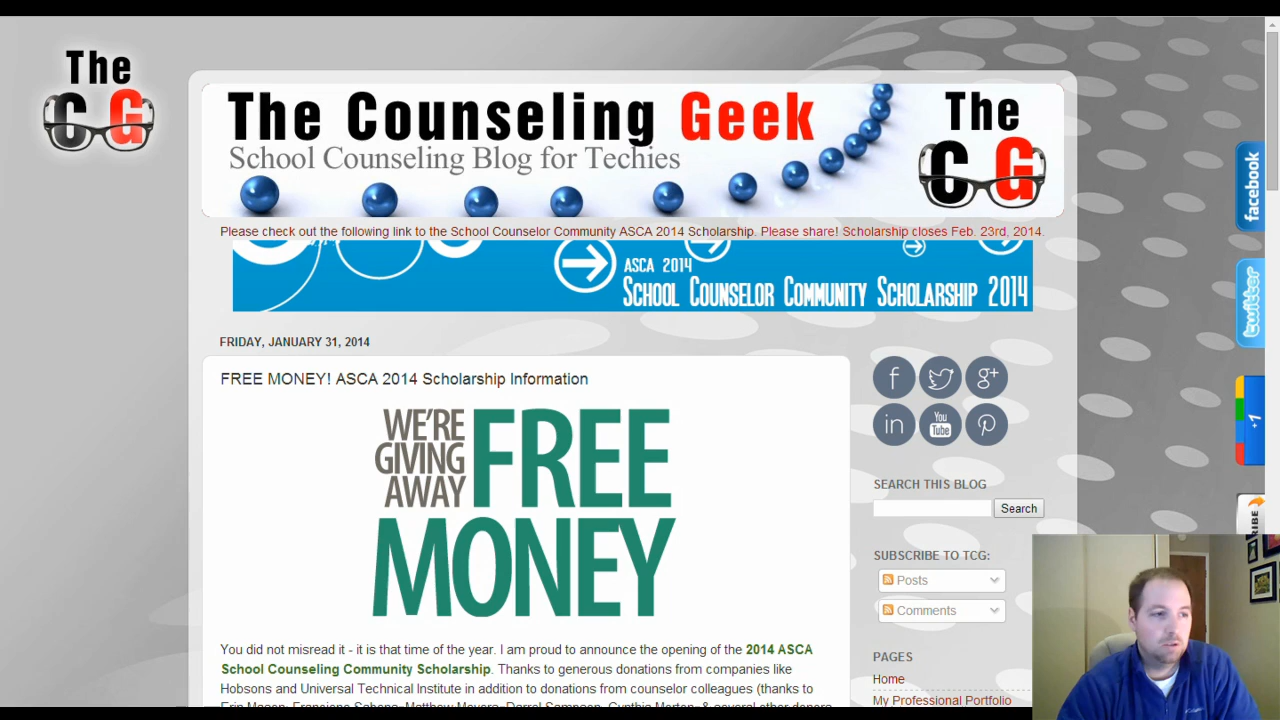 The
CG
The Counseling Geek
School Counseling Blog for Techies
The
CG
Please check out the following link to the School Counselor Community ASCA 2014 Scholarship. Please share! Scholarship closes Feb. 23rd, 2014.
ASCA 2014
School Counselor Community Scholarship 2014
FRIDAY, JANUARY 31, 2014
FREE MONEY! ASCA 2014 Scholarship Information
WE'RE
GIVING
AWAY
FREE
MONEY
You did not misread it - it is that time of the year. I am proud to announce the opening of the 2014 ASCA
School Counseling Community Scholarship. Thanks to generous donations from companies like
Hobsons and Universal Technical Institute in addition to donations from counselor colleagues (thanks to
f
g+
in
You
Tube
SEARCH THIS BLOG
Search
SUBSCRIBE TO TCG:
Posts
Comments
PAGES
Home
My Professional Portfolio
facebook
twitter
+1